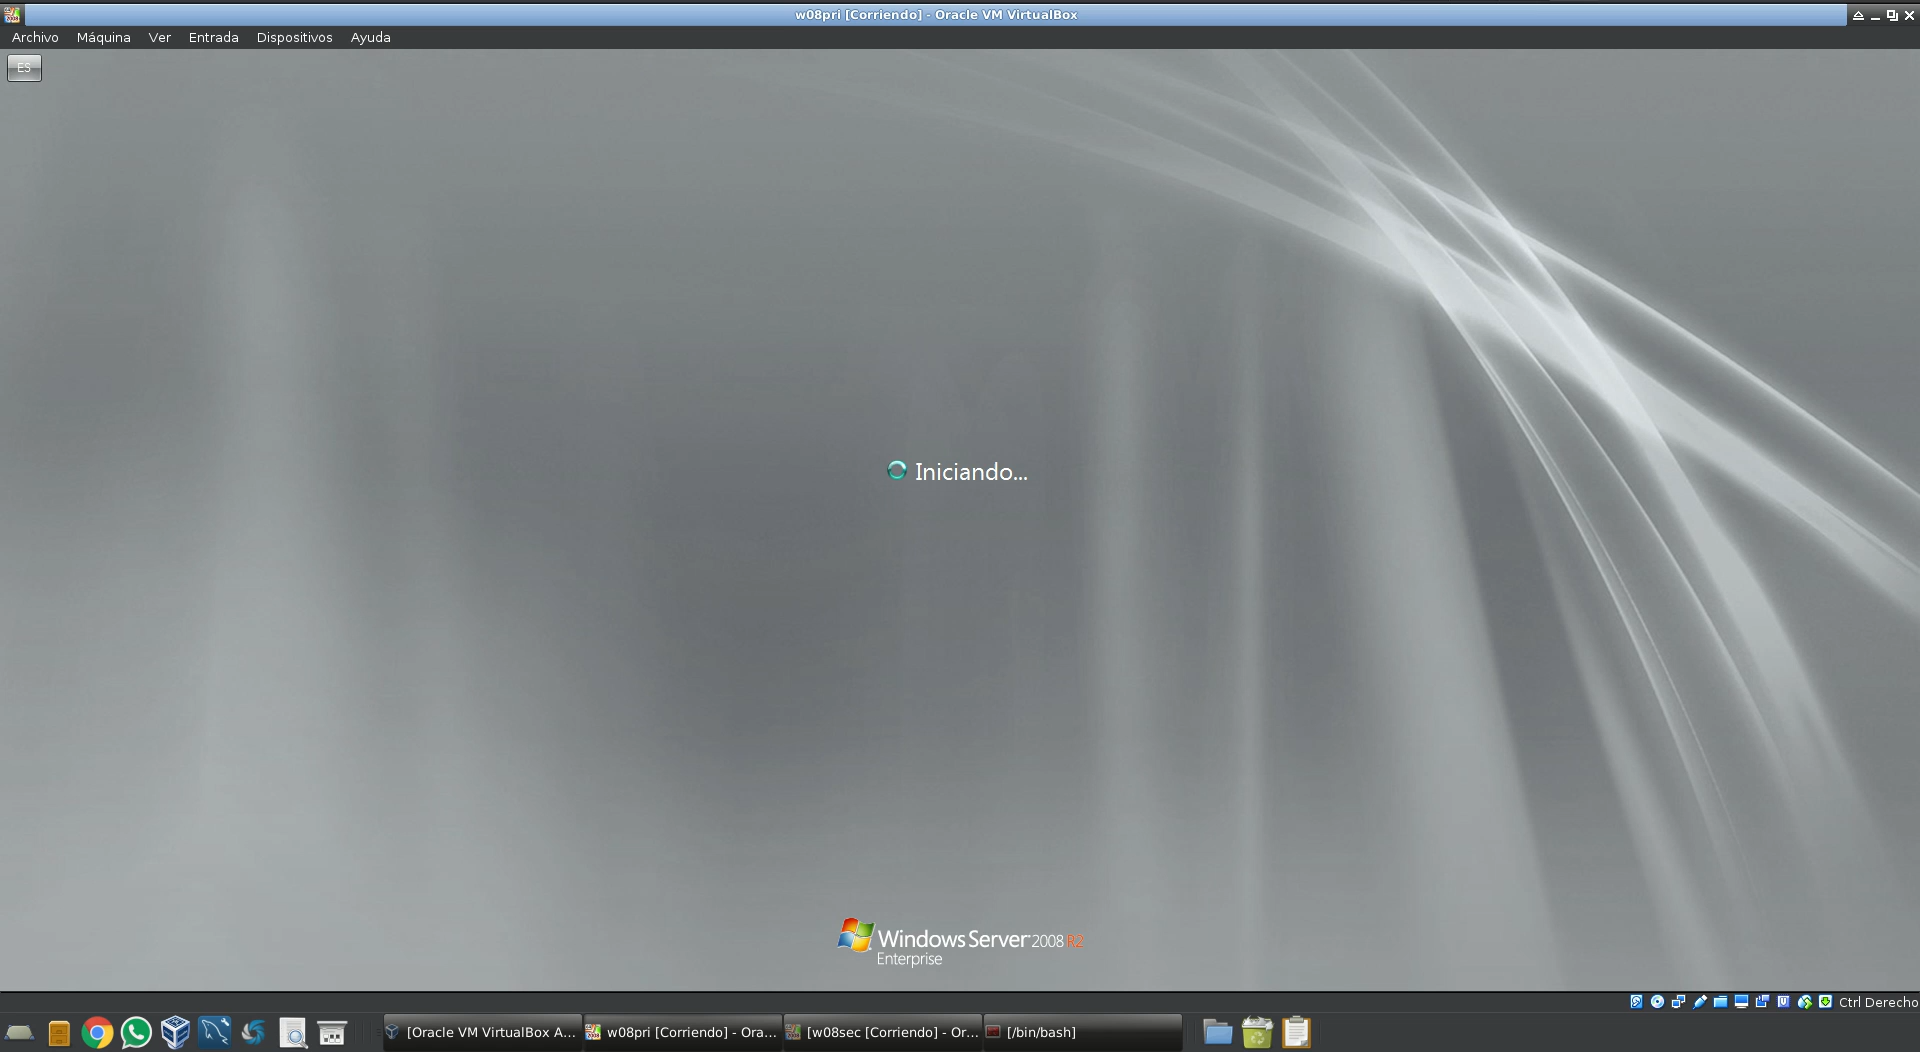 w08pri [Corriendo] - Oracle VM VirtualBox
Archivo Máquina Ver Entrada Dispositivos Ayuda
ES
Iniciando...
Windows Server 2008 R2
Enterprise
Ctrl Derecho
[Oracle VM VirtualBox A... w08pri [Corriendo] - Ora... [w08sec [Corriendo] - Or... [/bin/bash]